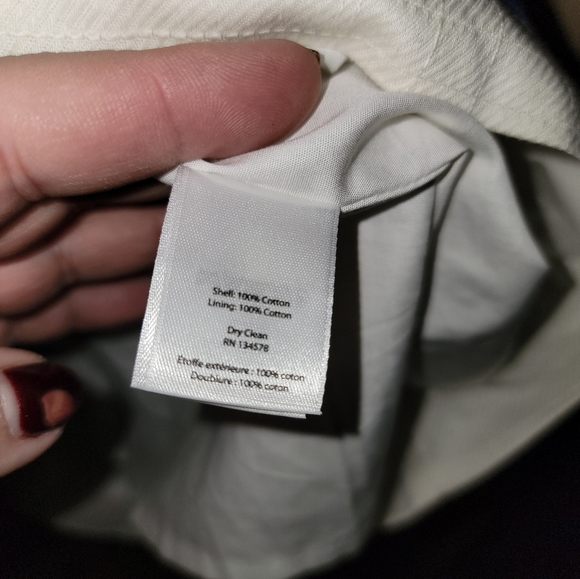 Shell: 100% Cotton
Lining: 100% Cotton
Dry Clean
RN 134578
Etoffe extérieure : 100% coton
Doublure : 100% coton